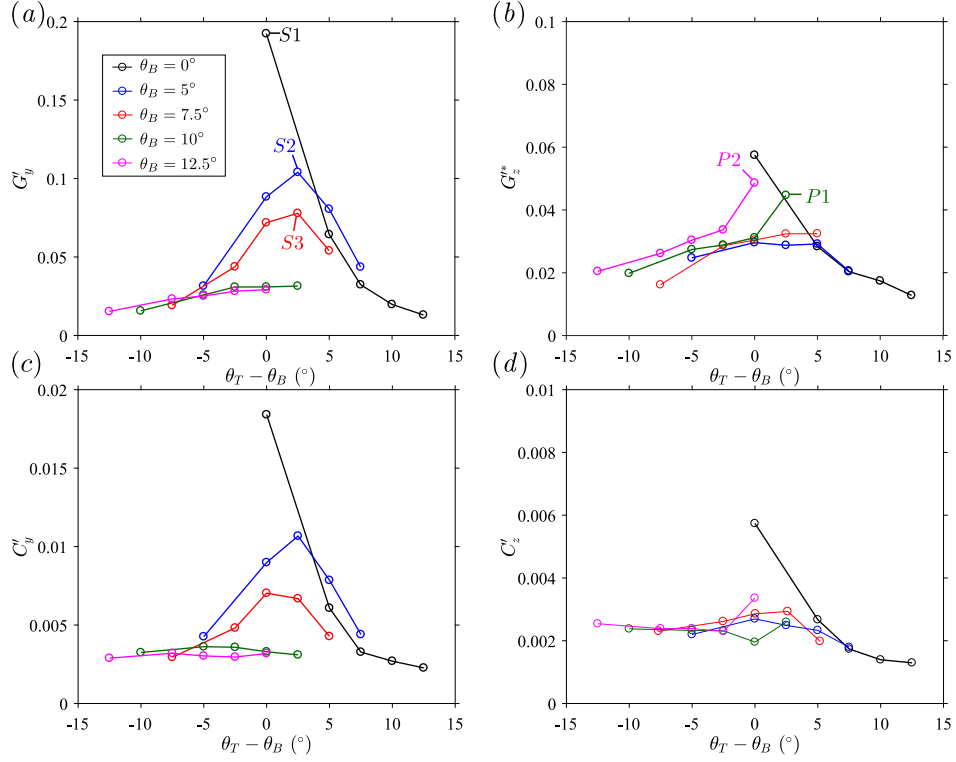 (a)
0.2
0.15
0.10
0.05
0
G′y
S1
S2
S3
θB = 0°
θB = 5°
θB = 7.5°
θB = 10°
θB = 12.5°
-15 -10 -5 0 5 10 15
θT − θB (°)
(b)
0.1
0.08
0.06
0.04
0.02
0
G′*z
P2
P1
-15 -10 -5 0 5 10 15
θT − θB (°)
(c)
0.02
0.015
0.01
0.005
0
C′y
-15 -10 -5 0 5 10 15
θT − θB (°)
(d)
0.01
0.008
0.006
0.004
0.002
0
C′z
-15 -10 -5 0 5 10 15
θT − θB (°)